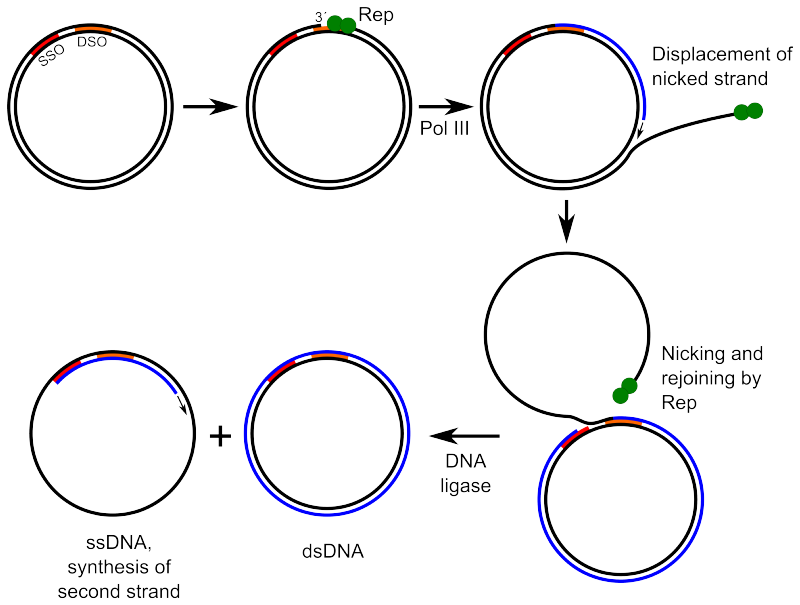 SSO
DSO
3´
Rep
Pol III
Displacement of
nicked strand
Nicking and
rejoining by
Rep
DNA
ligase
+
dsDNA
ssDNA,
synthesis of
second strand